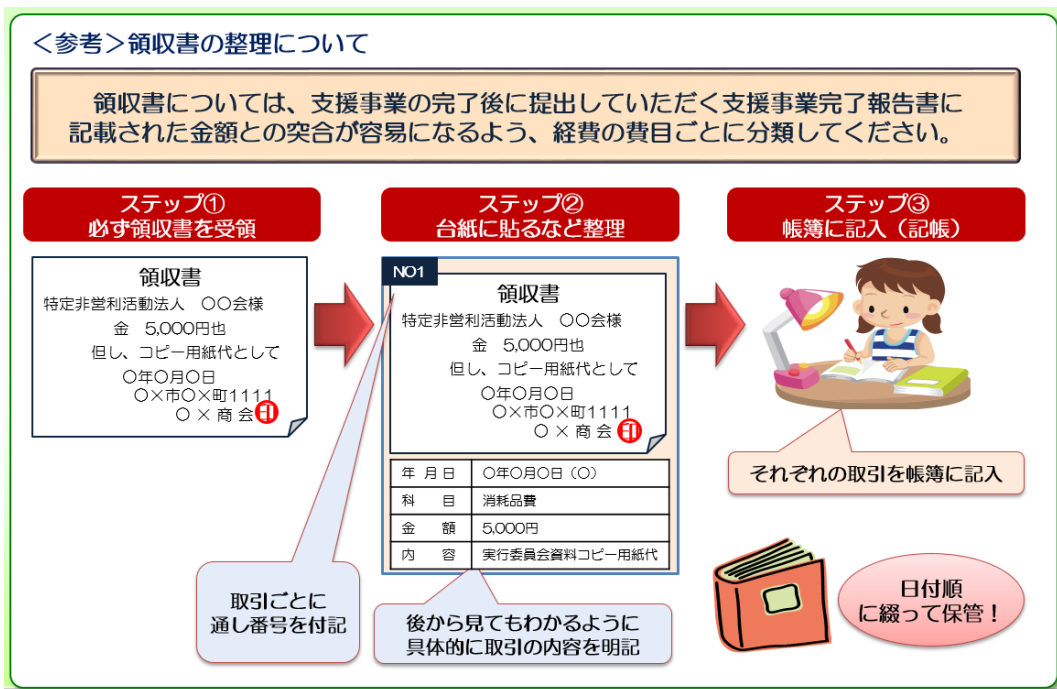 ＜参考＞領収書の整理について
領収書については、支援事業の完了後に提出していただく支援事業完了報告書に
記載された金額との突合が容易になるよう、経費の費目ごとに分類してください。
ステップ①
必ず領収書を受領
領収書
特定非営利活動法人　〇〇会様
金　5,000円也
但し、コピー用紙代として
〇年〇月〇日
〇×市〇×町1111
〇 × 商 会 印
ステップ②
台紙に貼るなど整理
NO1
領収書
特定非営利活動法人　〇〇会様
金　5,000円也
但し、コピー用紙代として
〇年〇月〇日
〇×市〇×町1111
〇 × 商 会 印
年 月 日　〇年〇月〇日（〇）
科　目　消耗品費
金　額　5,000円
内　容　実行委員会資料コピー用紙代
取引ごとに
通し番号を付記
後から見てもわかるように
具体的に取引の内容を明記
ステップ③
帳簿に記入（記帳）
それぞれの取引を帳簿に記入
日付順
に綴って保管！